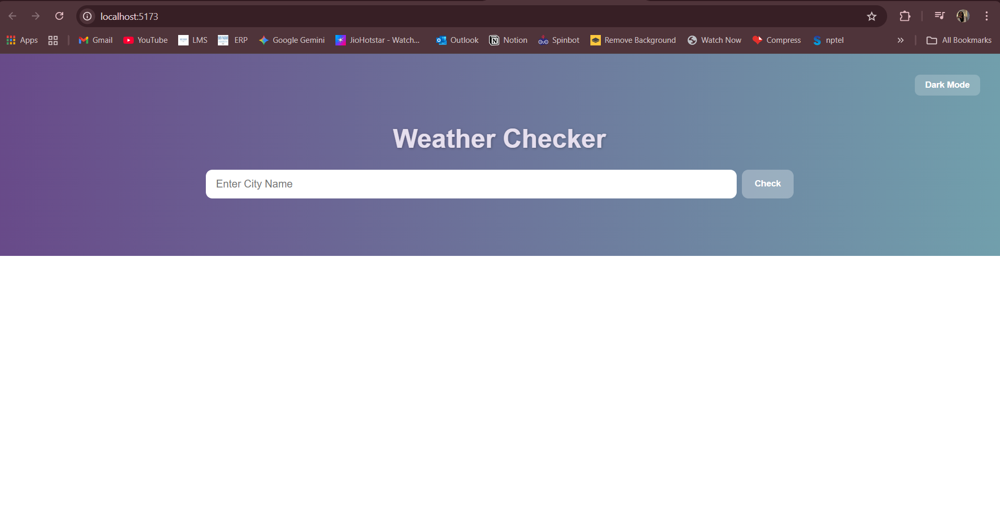 localhost:5173
Apps Gmail YouTube LMS ERP Google Gemini JioHotstar - Watch... Outlook Notion Spinbot Remove Background Watch Now Compress nptel » All Bookmarks
Dark Mode
Weather Checker
Enter City Name Check